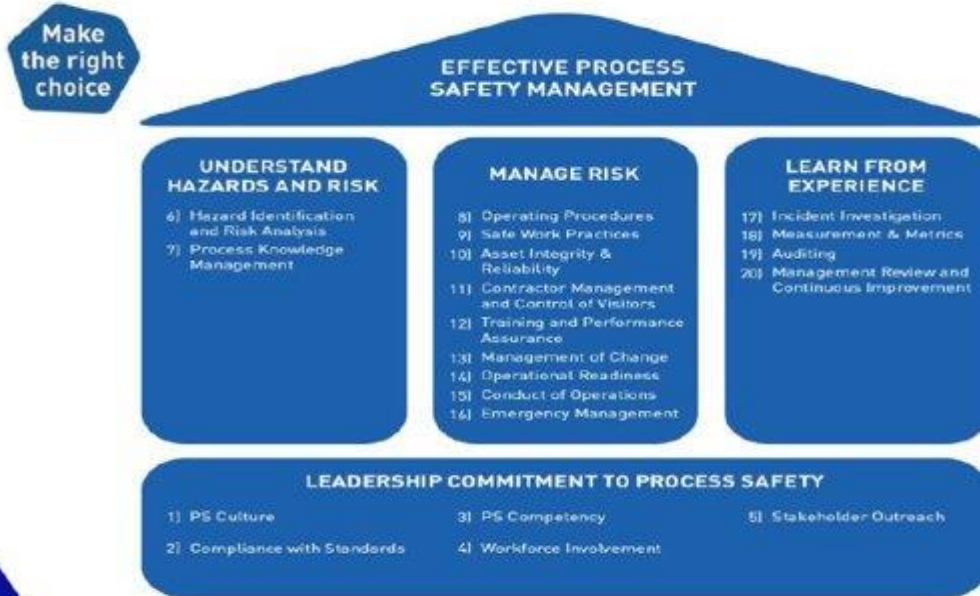 Make
the right
choice
EFFECTIVE PROCESS
SAFETY MANAGEMENT
UNDERSTAND
HAZARDS AND RISK
6) Hazard Identification
and Risk Analysis
7) Process Knowledge
Management
MANAGE RISK
8) Operating Procedures
9) Safe Work Practices
10) Asset Integrity &
Reliability
11) Contractor Management
and Control of Visitors
12) Training and Performance
Assurance
13) Management of Change
14) Operational Readiness
15) Conduct of Operations
16) Emergency Management
LEARN FROM
EXPERIENCE
17) Incident Investigation
18) Measurement & Metrics
19) Auditing
20) Management Review and
Continuous Improvement
LEADERSHIP COMMITMENT TO PROCESS SAFETY
1) PS Culture
2) Compliance with Standards
3) PS Competency
4) Workforce Involvement
5) Stakeholder Outreach